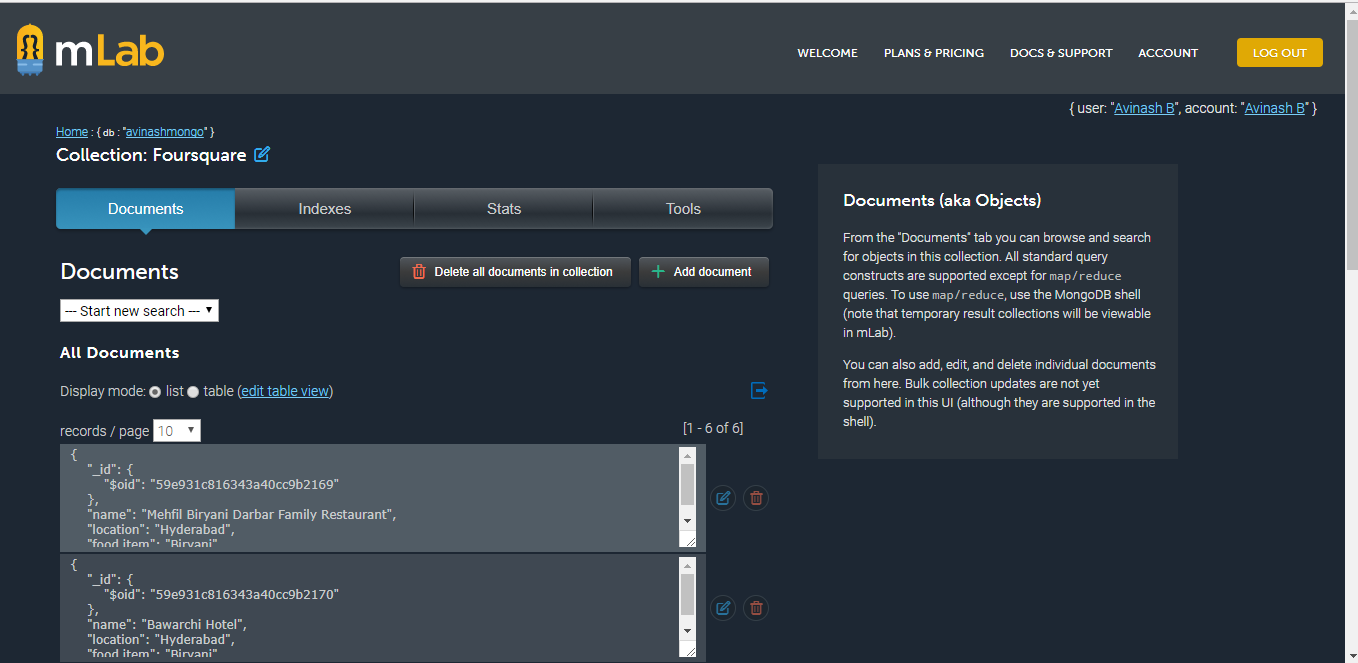 mLab
WELCOME PLANS & PRICING DOCS & SUPPORT ACCOUNT LOG OUT
{ user: "Avinash B", account: "Avinash B" }
Home : { db : "avinashmongo" }
Collection: Foursquare
Documents Indexes Stats Tools
Documents
Delete all documents in collection
Add document
--- Start new search ---
All Documents
Display mode: list table (edit table view)
records / page 10
[1 - 6 of 6]
{
"_id": {
"$oid": "59e931c816343a40cc9b2169"
},
"name": "Mehfil Biryani Darbar Family Restaurant",
"location": "Hyderabad",
"food item": "Biryani"
{
"_id": {
"$oid": "59e931c816343a40cc9b2170"
},
"name": "Bawarchi Hotel",
"location": "Hyderabad",
"food item": "Biryani"
Documents (aka Objects)
From the "Documents" tab you can browse and search
for objects in this collection. All standard query
constructs are supported except for map/reduce
queries. To use map/reduce, use the MongoDB shell
(note that temporary result collections will be viewable
in mLab).
You can also add, edit, and delete individual documents
from here. Bulk collection updates are not yet
supported in this UI (although they are supported in the
shell).